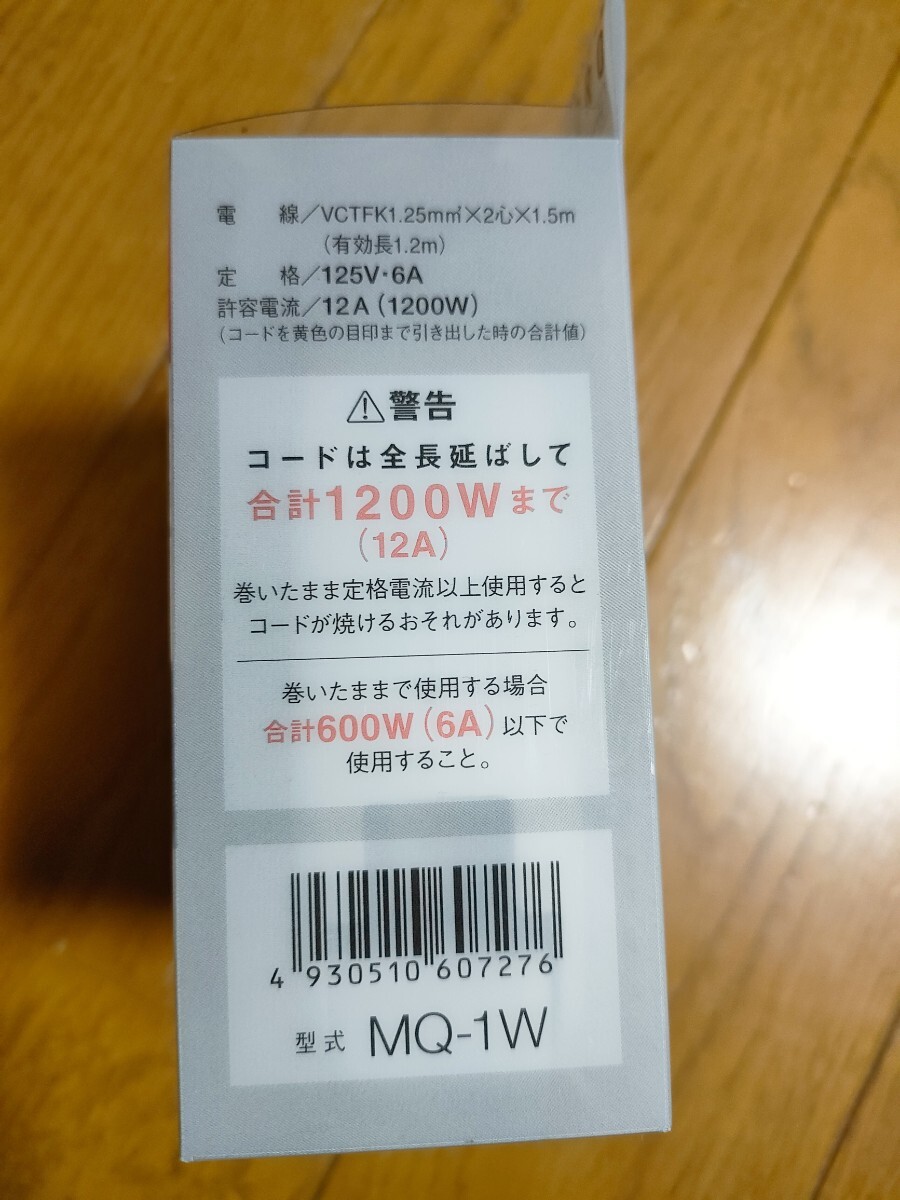 電　　線／VCTFK1.25mm㎡×2心×1.5m
（有効長1.2m）
定　　格／125V・6A
許容電流／12A（1200W）
（コードを黄色の目印まで引き出した時の合計値）
⚠警告
コードは全長延ばして
合計1200Wまで
（12A）
巻いたまま定格電流以上使用すると
コードが焼けるおそれがあります。
巻いたままで使用する場合
合計600W（6A）以下で
使用すること。
4 930510 607276
型式 MQ-1W